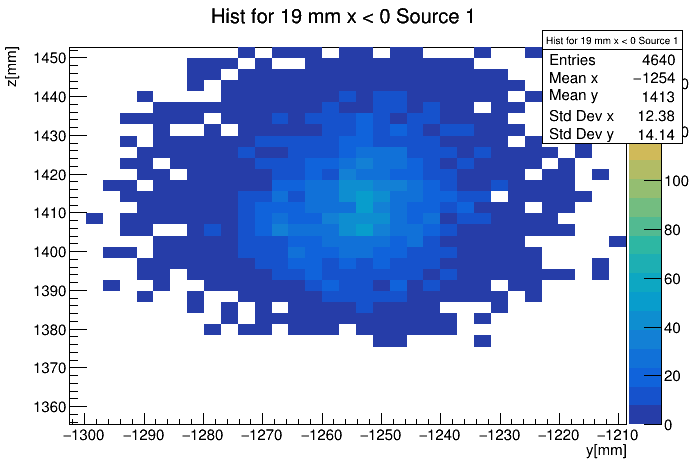 Hist for 19 mm x < 0 Source 1
z[mm]
Hist for 19 mm x < 0 Source 1
Entries 4640
Mean x −1254
Mean y 1413
Std Dev x 12.38
Std Dev y 14.14
1450
1440
1430
1420
1410
1400
1390
1380
1370
1360
100
80
60
40
20
0
−1300 −1290 −1280 −1270 −1260 −1250 −1240 −1230 −1220 −1210
y[mm]